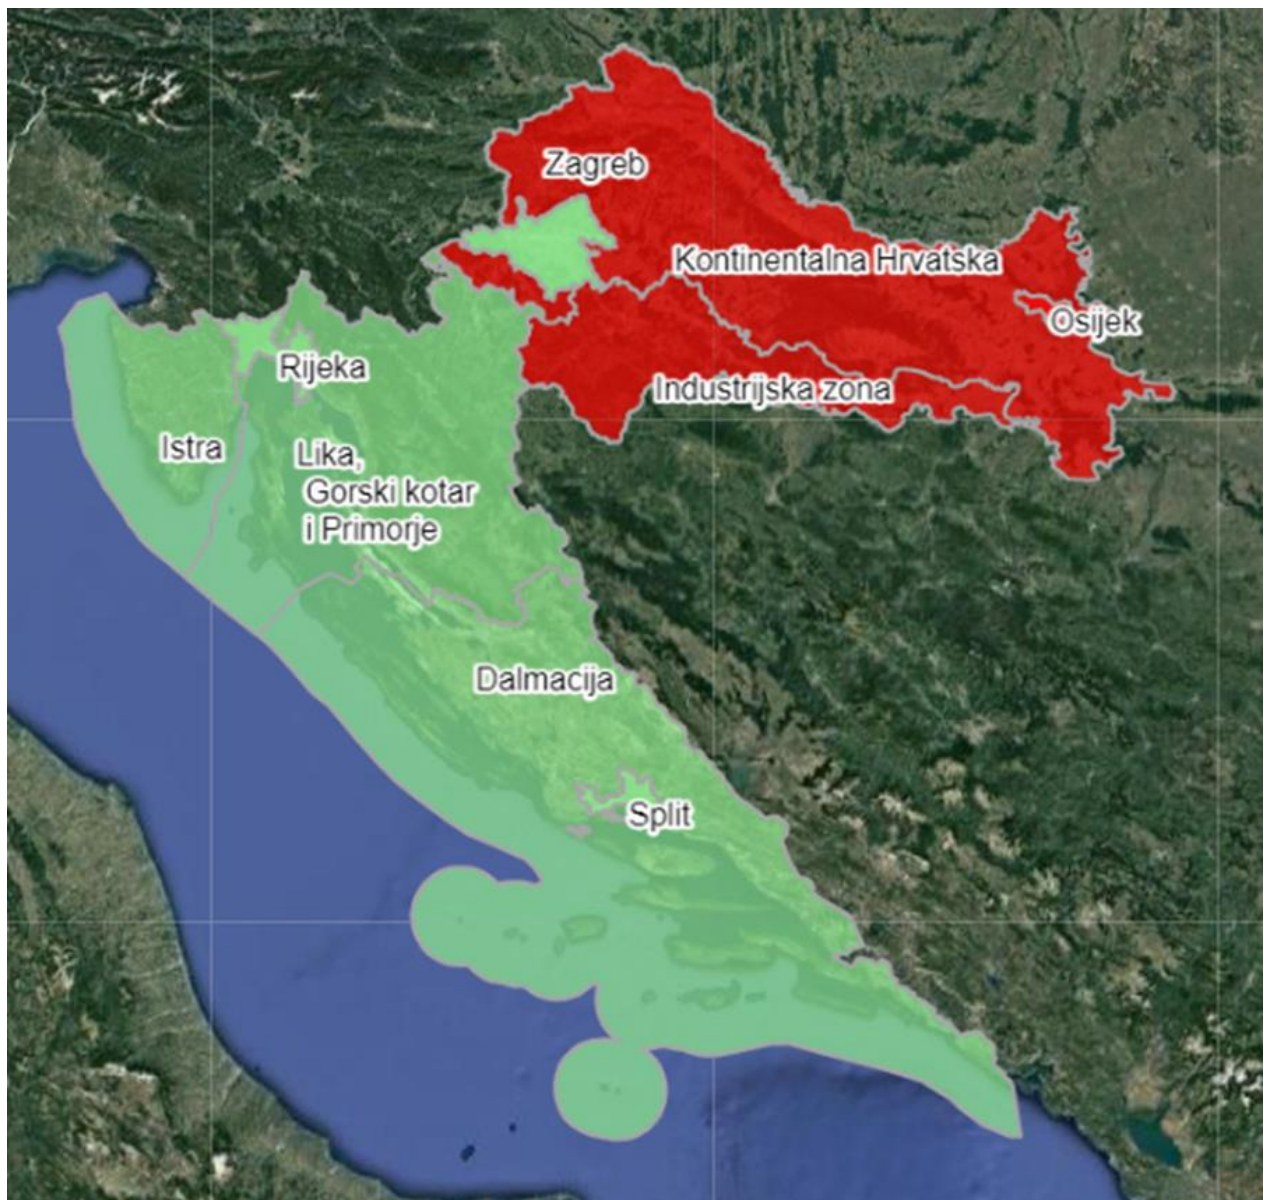 Zagreb
Kontinentalna Hrvatska
Osijek
Rijeka
Industrijska zona
Istra
Lika,
Gorski kotar
i Primorje
Dalmacija
Split